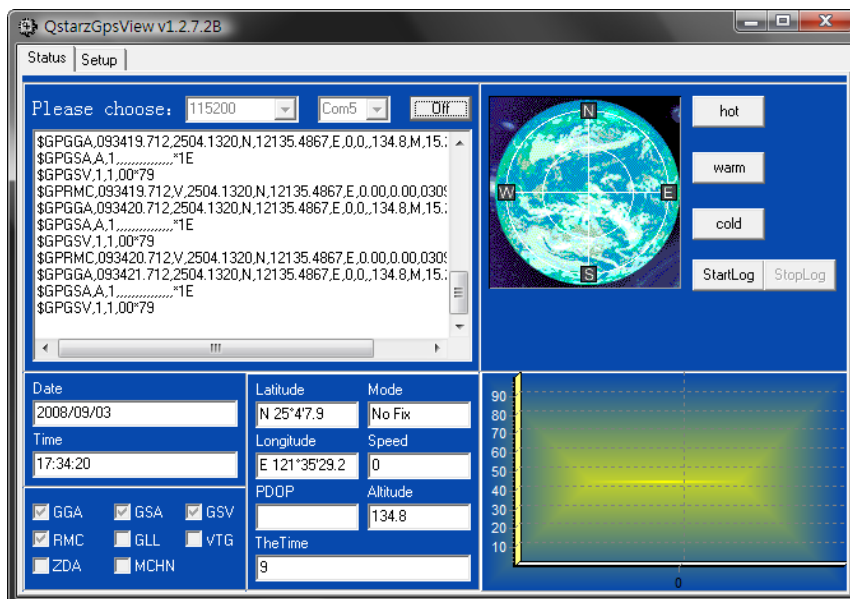 QstarzGpsView v1.2.7.2B
Status Setup
Please choose: 115200 Com5 Off
$GPGGA,093419.712,2504.1320,N,12135.4867,E,0,0,,134.8,M,15.
$GPGSA,A,1,,,,,,,,,,,,,,,*1E
$GPGSV,1,1,00*79
$GPRMC,093419.712,V,2504.1320,N,12135.4867,E,0.00,0.00,0309
$GPGGA,093420.712,2504.1320,N,12135.4867,E,0,0,,134.8,M,15.
$GPGSA,A,1,,,,,,,,,,,,,,,*1E
$GPGSV,1,1,00*79
$GPRMC,093420.712,V,2504.1320,N,12135.4867,E,0.00,0.00,0309
$GPGGA,093421.712,2504.1320,N,12135.4867,E,0,0,,134.8,M,15.
$GPGSA,A,1,,,,,,,,,,,,,,,*1E
$GPGSV,1,1,00*79
N
W E
S
hot
warm
cold
StartLog StopLog
Date
2008/09/03
Time
17:34:20
GGA GSA GSV
RMC GLL VTG
ZDA MCHN
Latitude Mode
N 25*4'7.9 No Fix
Longitude Speed
E 121*35'29.2 0
PDOP Altitude
134.8
TheTime
9
90
80
70
60
50
40
30
20
10
0